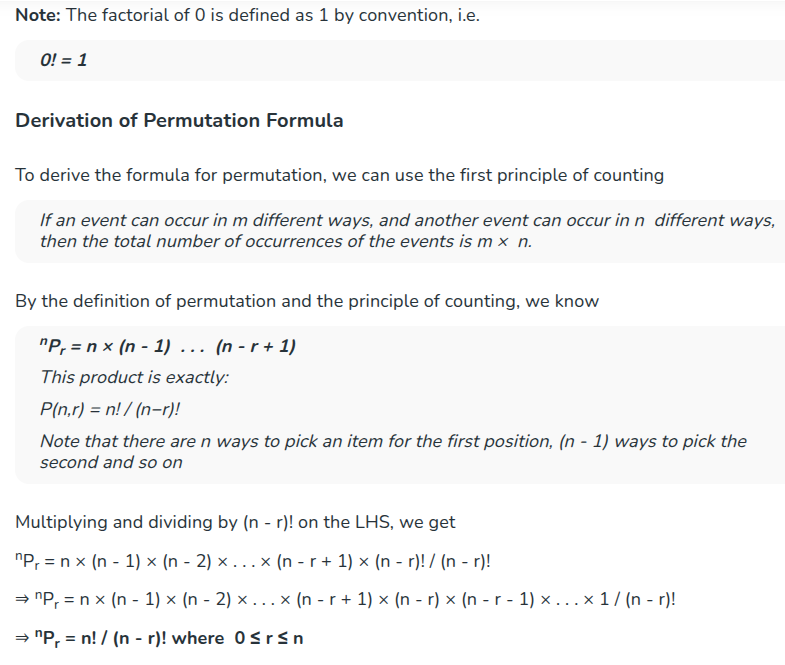 Note: The factorial of 0 is defined as 1 by convention, i.e.
0! = 1
Derivation of Permutation Formula
To derive the formula for permutation, we can use the first principle of counting
If an event can occur in m different ways, and another event can occur in n  different ways,
then the total number of occurrences of the events is m ×  n.
By the definition of permutation and the principle of counting, we know
ⁿPᵣ = n × (n - 1)  . . .  (n - r + 1)
This product is exactly:
P(n,r) = n! / (n−r)!
Note that there are n ways to pick an item for the first position, (n - 1) ways to pick the
second and so on
Multiplying and dividing by (n - r)! on the LHS, we get
ⁿPᵣ = n × (n - 1) × (n - 2) × . . . × (n - r + 1) × (n - r)! / (n - r)!
⇒ ⁿPᵣ = n × (n - 1) × (n - 2) × . . . × (n - r + 1) × (n - r) × (n - r - 1) × . . . × 1 / (n - r)!
⇒ ⁿPᵣ = n! / (n - r)! where  0 ≤ r ≤ n